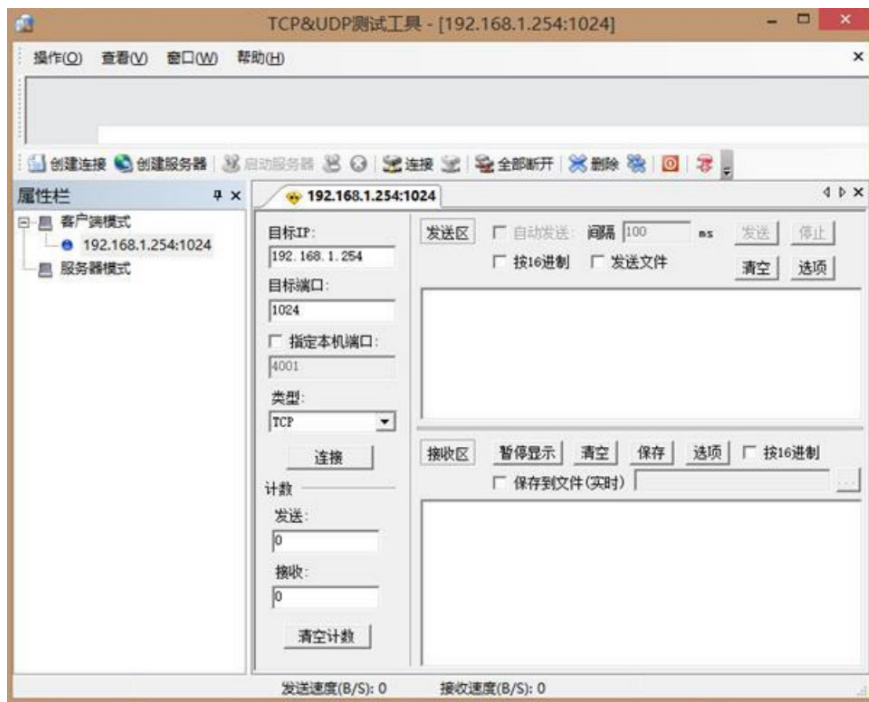 TCP&UDP测试工具 - [192.168.1.254:1024]
操作(O) 查看(V) 窗口(W) 帮助(H)
创建连接 创建服务器 启动服务器 连接 全部断开 删除
属性栏
客户端模式
192.168.1.254:1024
服务器模式
192.168.1.254:1024
目标IP:
192.168.1.254
目标端口:
1024
指定本机端口:
4001
类型:
TCP
连接
计数
发送:
0
接收:
0
清空计数
发送区 自动发送: 间隔 100 ms 发送 停止
按16进制 发送文件 清空 选项
接收区 暂停显示 清空 保存 选项 按16进制
保存到文件(实时) ...
发送速度(B/S): 0 接收速度(B/S): 0